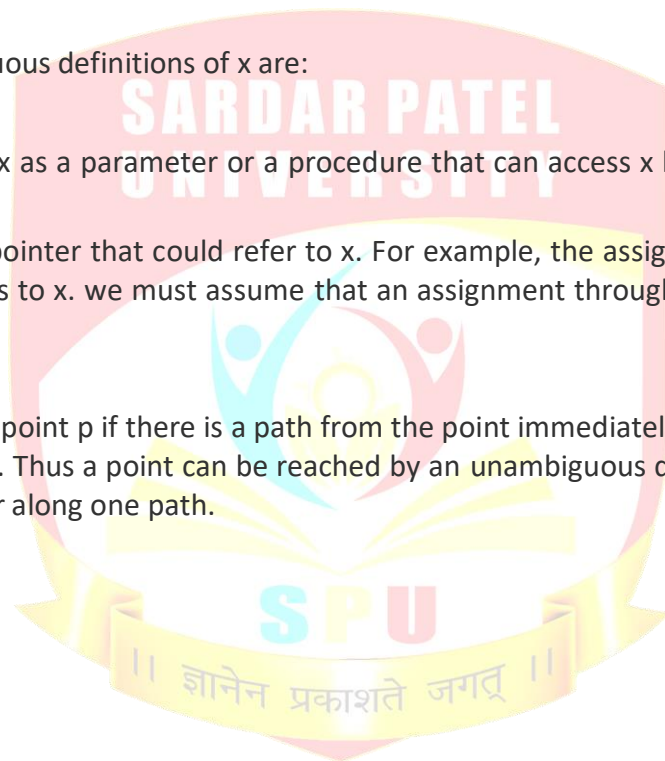 uous definitions of x are:
SARDAR PATEL
UNIVERSITY
x as a parameter or a procedure that can access x
pointer that could refer to x. For example, the assig
s to x. we must assume that an assignment through
point p if there is a path from the point immediatel
. Thus a point can be reached by an unambiguous
r along one path.
SPU
॥ ज्ञानेन प्रकाशते जगत् ॥